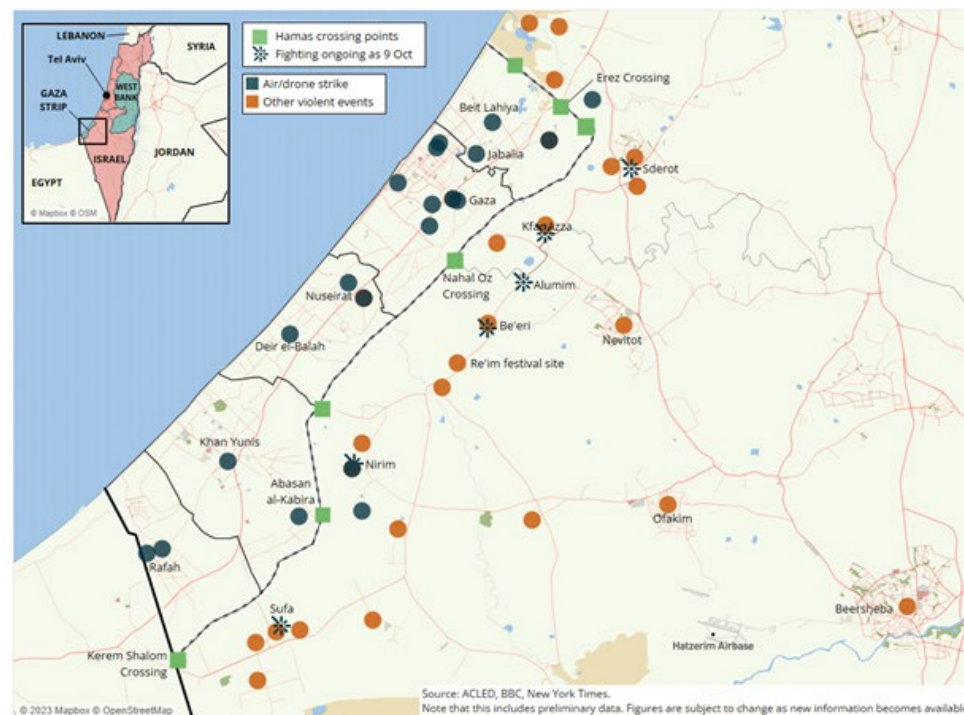 LEBANON
SYRIA
Tel Aviv
WEST
BANK
GAZA
STRIP
ISRAEL
JORDAN
EGYPT
© Mapbox © OSM
Hamas crossing points
Fighting ongoing as 9 Oct
Air/drone strike
Other violent events
Erez Crossing
Beit Lahiya
Jabalia
Sderot
Gaza
Kfar Azza
Nahal Oz
Crossing
Alumim
Nuseirat
Be'eri
Nevitot
Deir el-Balah
Re'im festival site
Khan Yunis
Nirim
Abasan
al-Kabira
Ofakim
Rafah
Sufa
Beersheba
Hatzerim Airbase
Kerem Shalom
Crossing
Source: ACLED, BBC, New York Times.
Note that this includes preliminary data. Figures are subject to change as new information becomes available
© 2023 Mapbox © OpenStreetMap